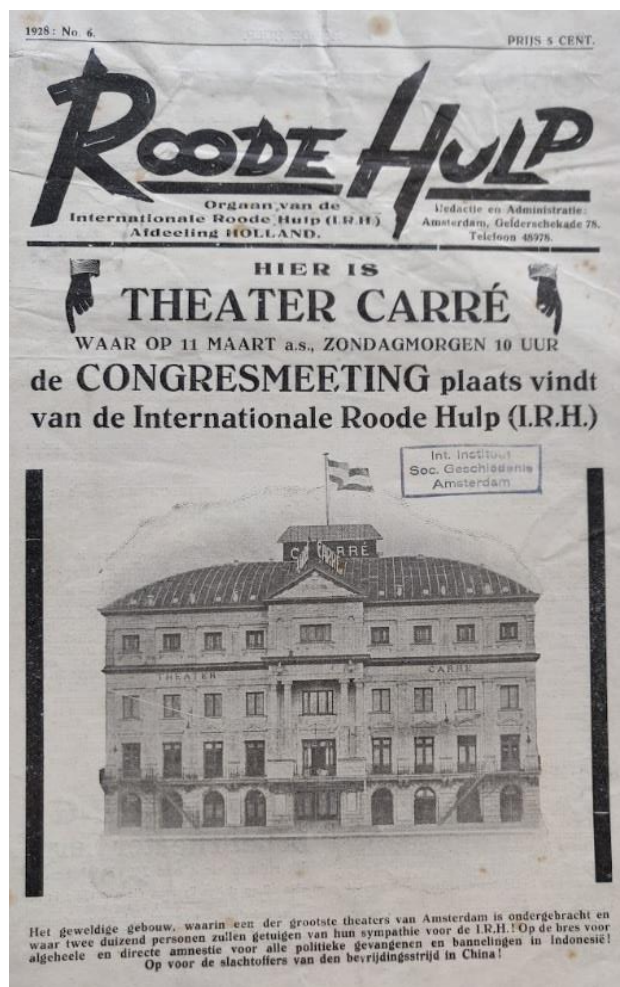 1928: No. 6.
PRIJS 5 CENT.
ROODE HULP
Orgaan van de
Internationale Roode Hulp (I.R.H.)
Afdeeling HOLLAND.
Redactie en Administratie:
Amsterdam, Gelderschekade 78.
Telefoon 48978.
HIER IS
THEATER CARRÉ
WAAR OP 11 MAART a.s., ZONDAGMORGEN 10 UUR
de CONGRESMEETING plaats vindt
van de Internationale Roode Hulp (I.R.H.)
Int. Instituut
Soc. Geschiedenis
Amsterdam
CARRÉ
THEATER CARRÉ
Het geweldige gebouw, waarin een der grootste theaters van Amsterdam is ondergebracht en
waar twee duizend personen zullen getuigen van hun sympathie voor de I.R.H.! Op de bres voor
algeheele en directe amnestie voor alle politieke gevangenen en bannelingen in Indonesië!
Op voor de slachtoffers van den bevrijdingsstrijd in China!